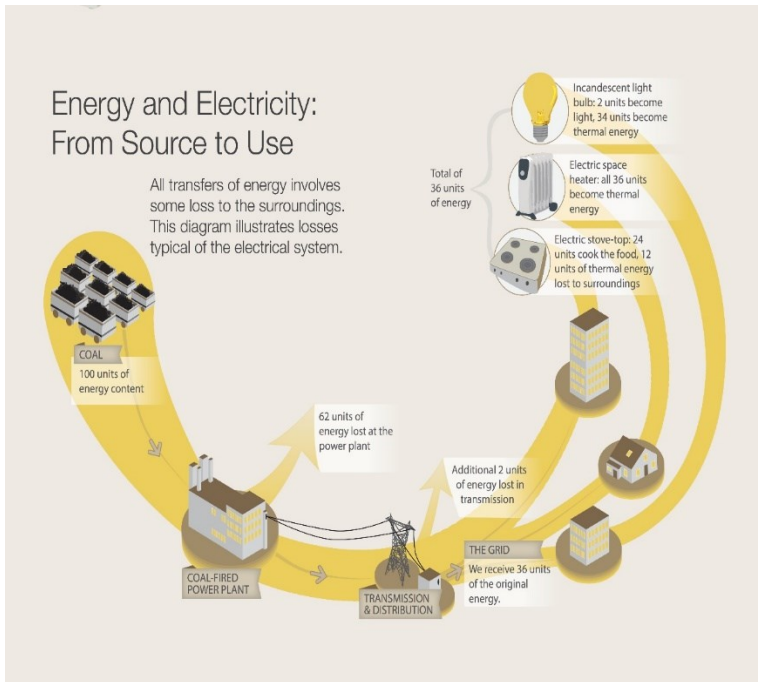 Energy and Electricity:
From Source to Use
All transfers of energy involves
some loss to the surroundings.
This diagram illustrates losses
typical of the electrical system.
COAL
100 units of
energy content
62 units of
energy lost at the
power plant
COAL-FIRED
POWER PLANT
Additional 2 units
of energy lost in
transmission
TRANSMISSION
& DISTRIBUTION
THE GRID
We receive 36 units
of the original
energy.
Total of
36 units
of energy
Incandescent light
bulb: 2 units become
light, 34 units become
thermal energy
Electric space
heater: all 36 units
become thermal
energy
Electric stove-top: 24
units cook the food, 12
units of thermal energy
lost to surroundings